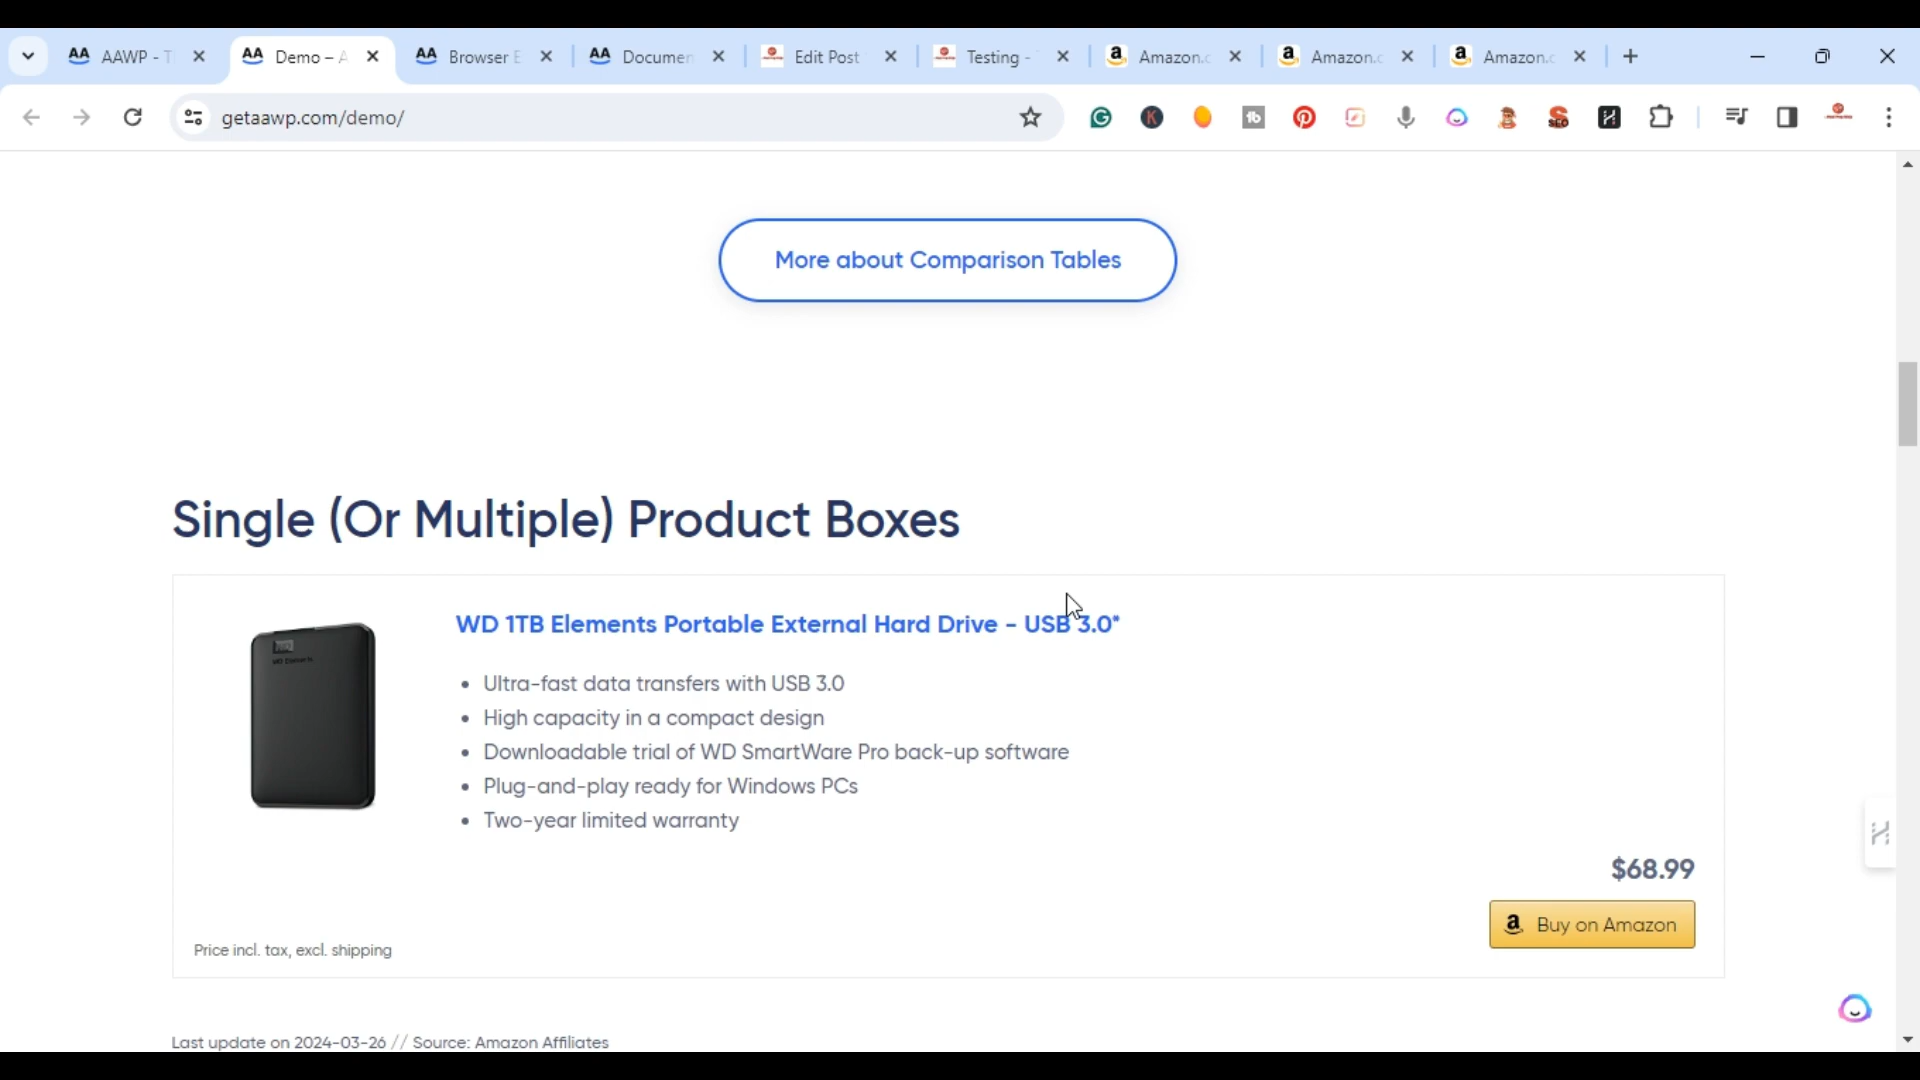 AAWP - T
Demo – A
Browser E
Documen
Edit Post
Testing -
Amazon.c
Amazon.c
Amazon.c
getaawp.com/demo/
More about Comparison Tables
Single (Or Multiple) Product Boxes
WD 1TB Elements Portable External Hard Drive - USB 3.0*
• Ultra-fast data transfers with USB 3.0
• High capacity in a compact design
• Downloadable trial of WD SmartWare Pro back-up software
• Plug-and-play ready for Windows PCs
• Two-year limited warranty
$68.99
Buy on Amazon
Price incl. tax, excl. shipping
Last update on 2024-03-26 // Source: Amazon Affiliates